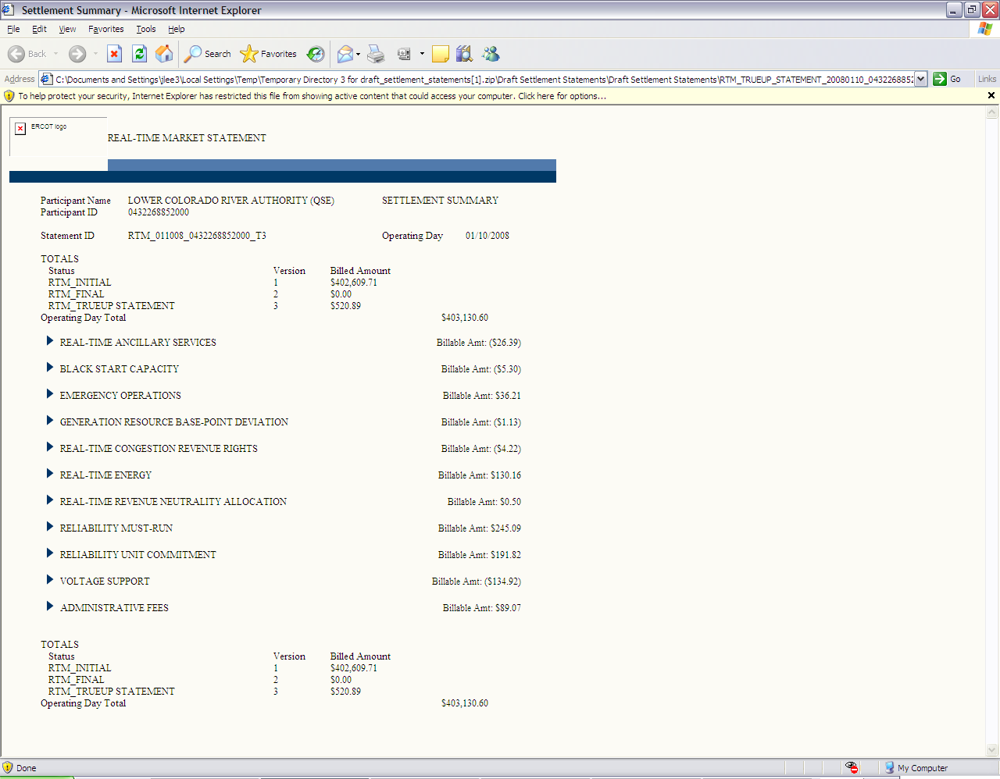 Settlement Summary - Microsoft Internet Explorer
File Edit View Favorites Tools Help
Back Search Favorites
Address C:\Documents and Settings\jlee3\Local Settings\Temp\Temporary Directory 3 for draft_settlement_statements[1].zip\Draft Settlement Statements\Draft Settlement Statements\RTM_TRUEUP_STATEMENT_20080110_0432268852 Go Links
To help protect your security, Internet Explorer has restricted this file from showing active content that could access your computer. Click here for options...
ERCOT logo
REAL-TIME MARKET STATEMENT
Participant Name LOWER COLORADO RIVER AUTHORITY (QSE) SETTLEMENT SUMMARY
Participant ID 0432268852000
Statement ID RTM_011008_0432268852000_T3 Operating Day 01/10/2008
TOTALS
Status Version Billed Amount
RTM_INITIAL 1 $402,609.71
RTM_FINAL 2 $0.00
RTM_TRUEUP STATEMENT 3 $520.89
Operating Day Total $403,130.60
REAL-TIME ANCILLARY SERVICES Billable Amt: ($26.39)
BLACK START CAPACITY Billable Amt: ($5.30)
EMERGENCY OPERATIONS Billable Amt: $36.21
GENERATION RESOURCE BASE-POINT DEVIATION Billable Amt: ($1.13)
REAL-TIME CONGESTION REVENUE RIGHTS Billable Amt: ($4.22)
REAL-TIME ENERGY Billable Amt: $130.16
REAL-TIME REVENUE NEUTRALITY ALLOCATION Billable Amt: $0.50
RELIABILITY MUST-RUN Billable Amt: $245.09
RELIABILITY UNIT COMMITMENT Billable Amt: $191.82
VOLTAGE SUPPORT Billable Amt: ($134.92)
ADMINISTRATIVE FEES Billable Amt: $89.07
TOTALS
Status Version Billed Amount
RTM_INITIAL 1 $402,609.71
RTM_FINAL 2 $0.00
RTM_TRUEUP STATEMENT 3 $520.89
Operating Day Total $403,130.60
Done My Computer